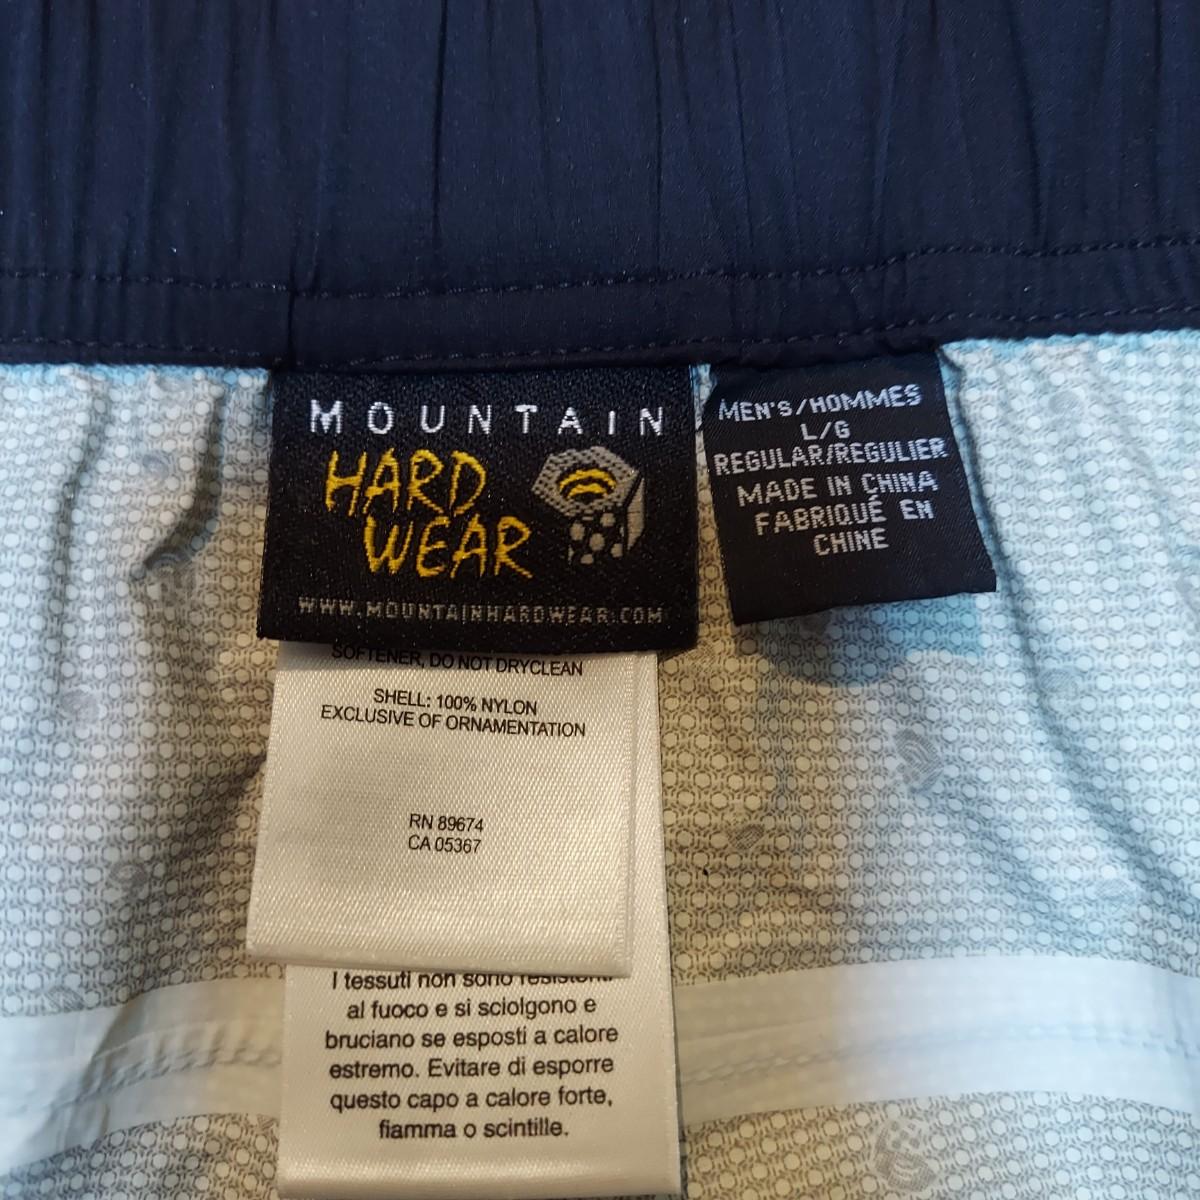 MOUNTAIN
HARD
WEAR
WWW.MOUNTAINHARDWEAR.COM
MEN'S/HOMMES
L/G
REGULAR/REGULIER
MADE IN CHINA
FABRIQUÉ EN
CHINE
SOFTENER, DO NOT DRYCLEAN
SHELL: 100% NYLON
EXCLUSIVE OF ORNAMENTATION
RN 89674
CA 05367
I tessuti non sono resistenti
al fuoco e si sciolgono e
bruciano se esposti a calore
estremo. Evitare di esporre
questo capo a calore forte,
fiamma o scintille.